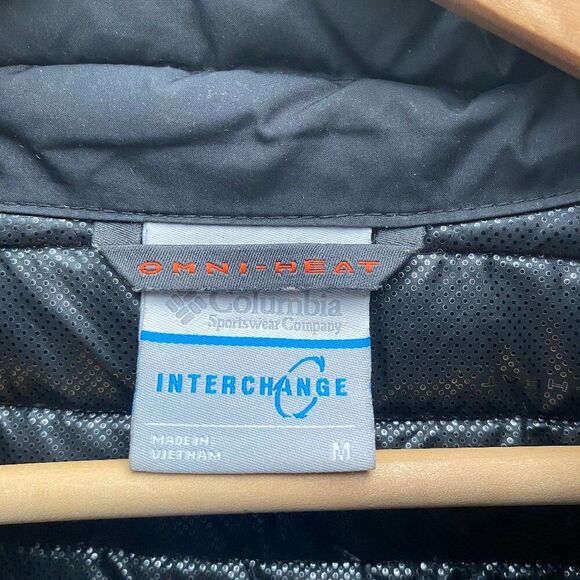 OMNI-HEAT
Columbia
Sportswear Company
INTERCHANGE
MADE IN
VIETNAM
M